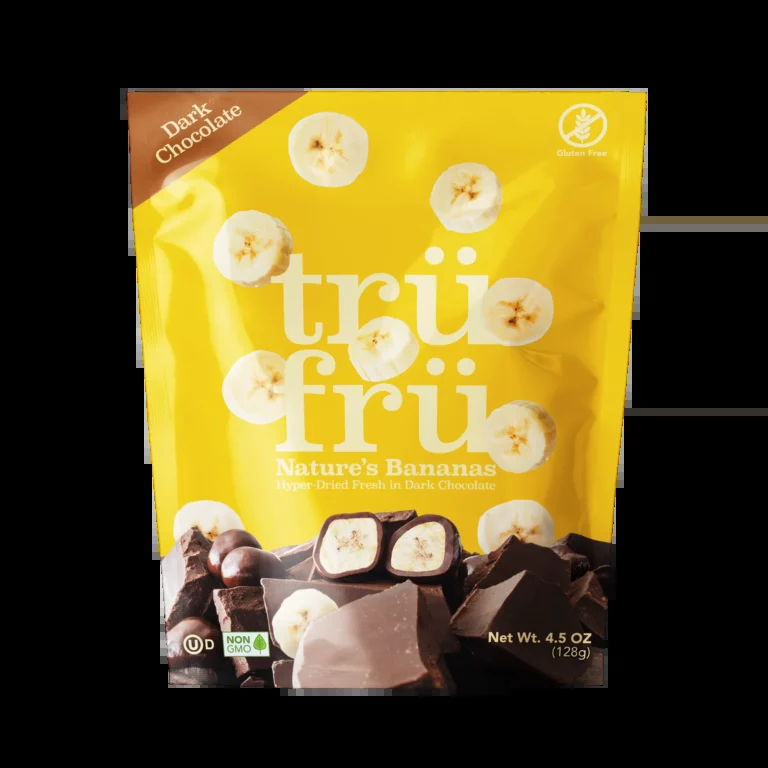 Dark
Chocolate
Gluten Free
trü
frü
Nature's Bananas
Hyper-Dried Fresh in Dark Chocolate
U D
NON
GMO
Net Wt. 4.5 OZ
(128g)